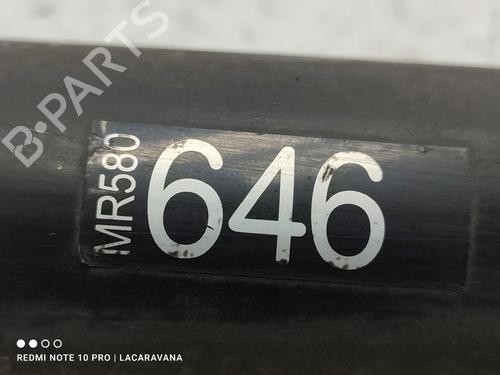 B-PARTS
MR580
646
REDMI NOTE 10 PRO | LACARAVANA